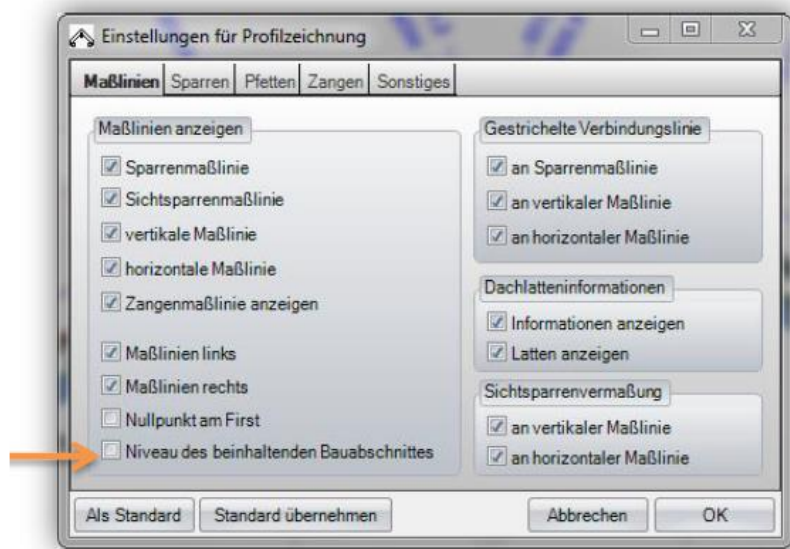 Einstellungen für Profilzeichnung
Maßlinien Sparren Pfetten Zangen Sonstiges
Maßlinien anzeigen
Sparrenmaßlinie
Sichtsparrenmaßlinie
vertikale Maßlinie
horizontale Maßlinie
Zangenmaßlinie anzeigen
Maßlinien links
Maßlinien rechts
Nullpunkt am First
Niveau des beinhaltenden Bauabschnittes
Gestrichelte Verbindungslinie
an Sparrenmaßlinie
an vertikaler Maßlinie
an horizontaler Maßlinie
Dachlatteninformationen
Informationen anzeigen
Latten anzeigen
Sichtsparrenvermaßung
an vertikaler Maßlinie
an horizontaler Maßlinie
Als Standard Standard übernehmen Abbrechen OK